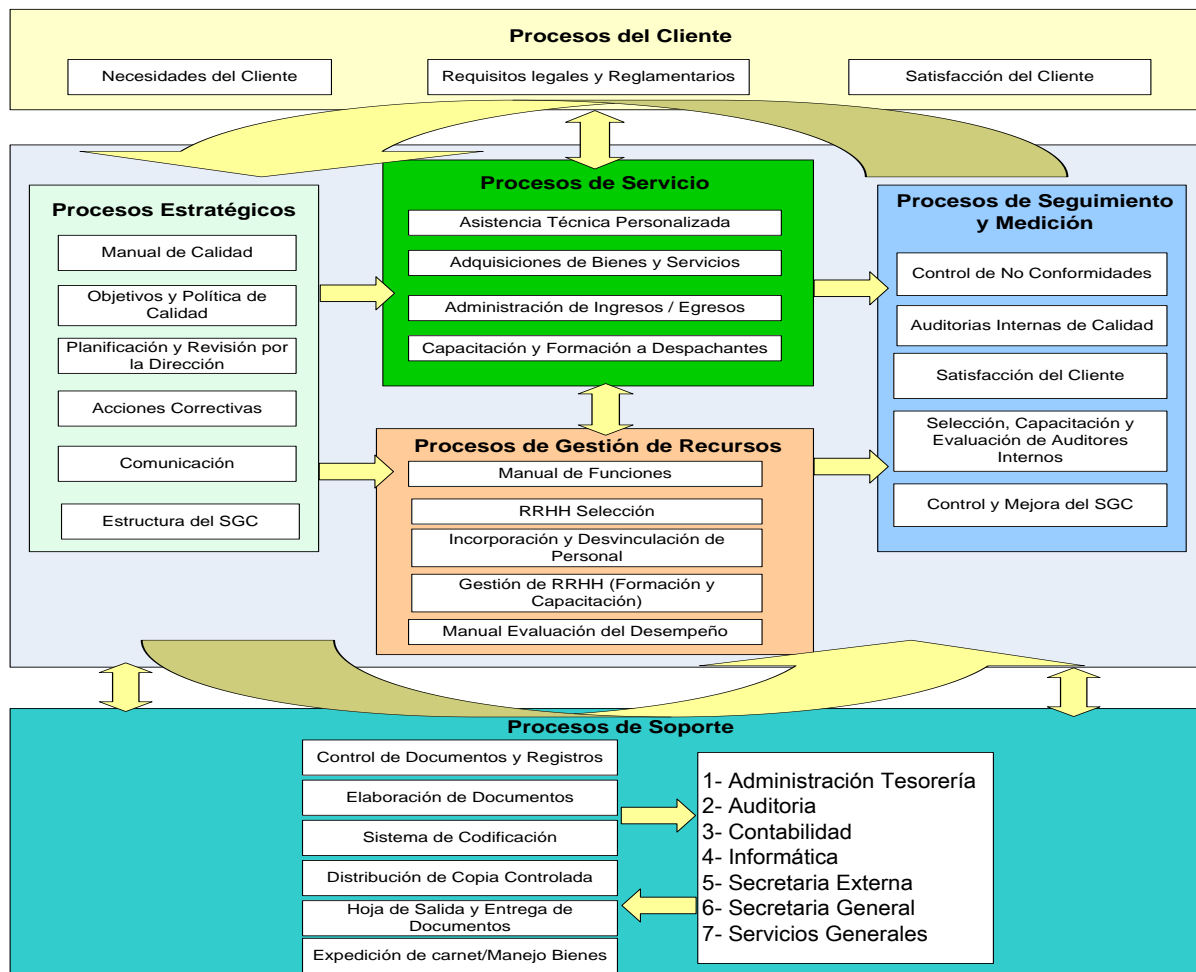 Procesos del Cliente
Necesidades del Cliente
Requisitos legales y Reglamentarios
Satisfacción del Cliente
Procesos Estratégicos
Manual de Calidad
Objetivos y Política de
Calidad
Planificación y Revisión por
la Dirección
Acciones Correctivas
Comunicación
Estructura del SGC
Procesos de Servicio
Asistencia Técnica Personalizada
Adquisiciones de Bienes y Servicios
Administración de Ingresos / Egresos
Capacitación y Formación a Despachantes
Procesos de Gestión de Recursos
Manual de Funciones
RRHH Selección
Incorporación y Desvinculación de
Personal
Gestión de RRHH (Formación y
Capacitación)
Manual Evaluación del Desempeño
Procesos de Seguimiento
y Medición
Control de No Conformidades
Auditorias Internas de Calidad
Satisfacción del Cliente
Selección, Capacitación y
Evaluación de Auditores
Internos
Control y Mejora del SGC
Procesos de Soporte
Control de Documentos y Registros
Elaboración de Documentos
Sistema de Codificación
Distribución de Copia Controlada
Hoja de Salida y Entrega de
Documentos
Expedición de carnet/Manejo Bienes
1- Administración Tesorería
2- Auditoria
3- Contabilidad
4- Informática
5- Secretaria Externa
6- Secretaria General
7- Servicios Generales